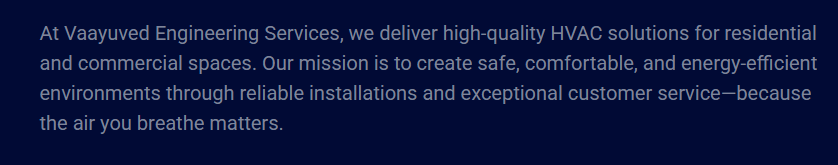 At Vaayuved Engineering Services, we deliver high-quality HVAC solutions for residential
and commercial spaces. Our mission is to create safe, comfortable, and energy-efficient
environments through reliable installations and exceptional customer service—because
the air you breathe matters.